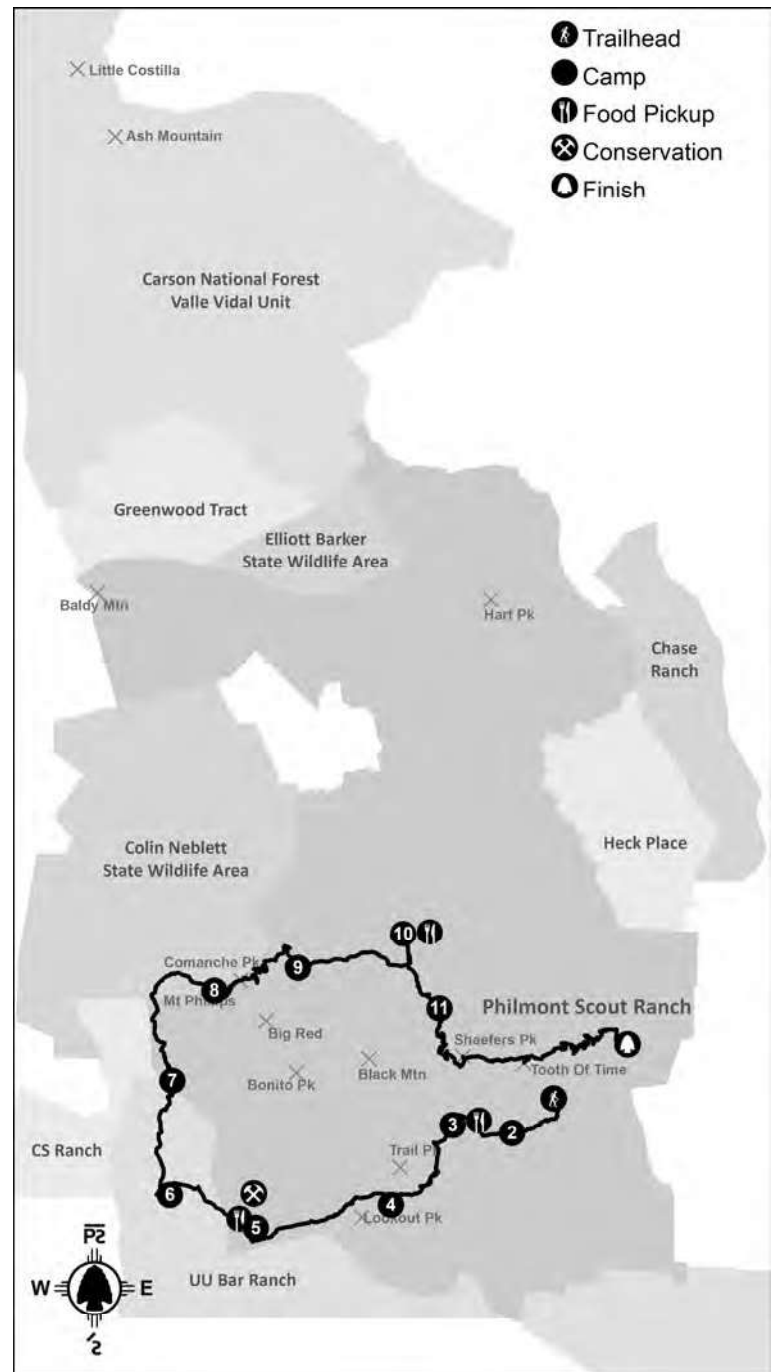 Trailhead
Camp
Food Pickup
Conservation
Finish
Little Costilla
Ash Mountain
Carson National Forest
Valle Vidal Unit
Greenwood Tract
Elliott Barker
State Wildlife Area
Baldy Mtn
Hart Pk
Chase
Ranch
Heck Place
Colin Neblett
State Wildlife Area
10
Comanche Pk
9
8
Mt Phillips
11
Philmont Scout Ranch
Big Red
Shaefers Pk
Black Mtn
Tooth Of Time
Bonito Pk
7
3
2
CS Ranch
Trail Pk
6
4
5
Lookout Pk
UU Bar Ranch
W
E